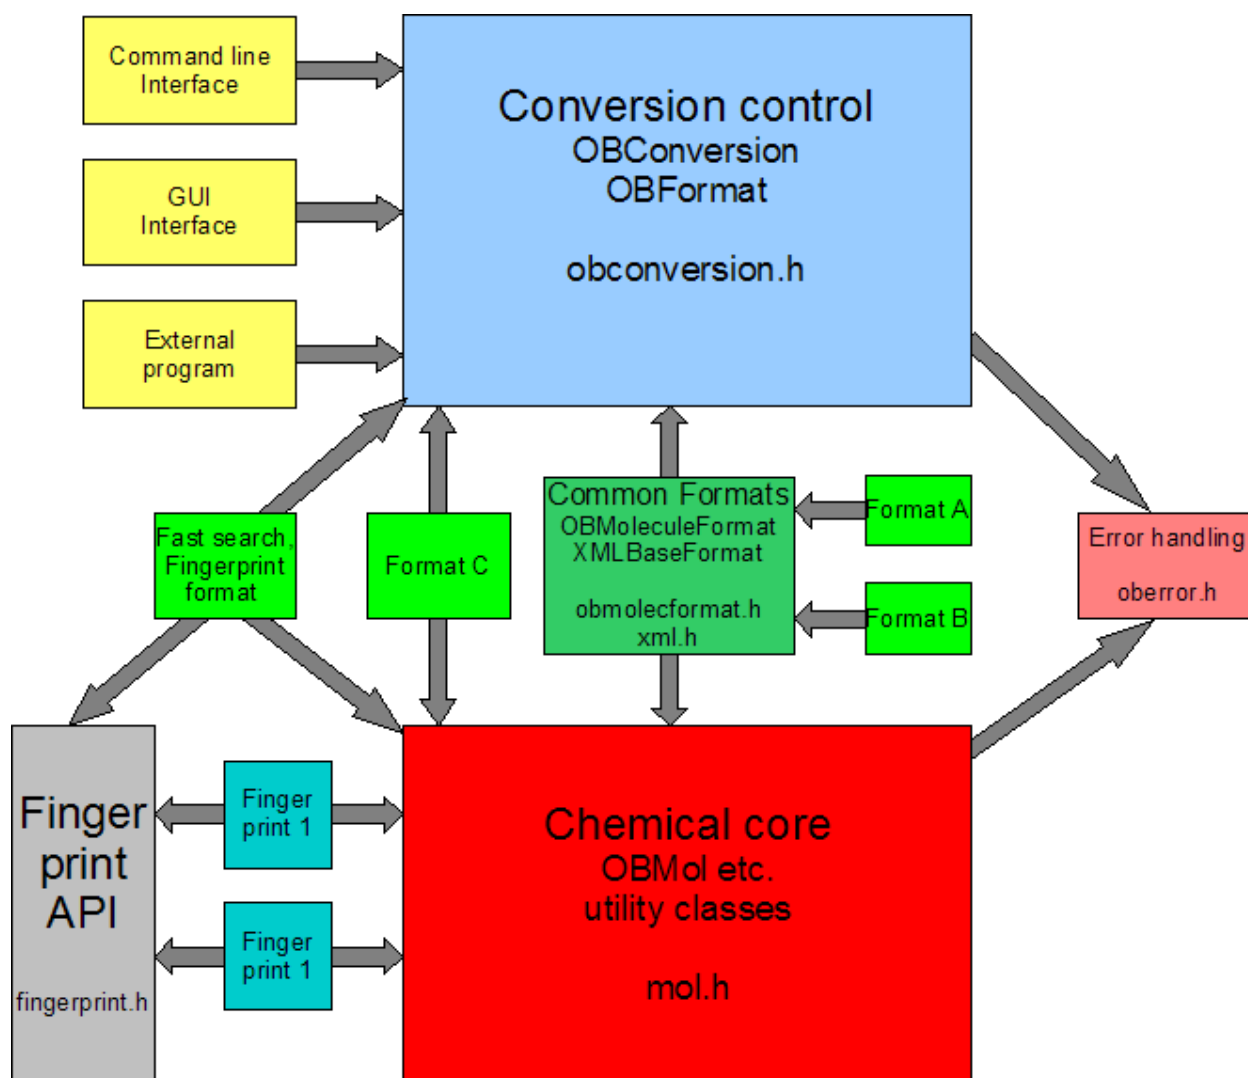 Command line
Interface
Conversion control
OBConversion
OBFormat
obconversion.h
GUI
Interface
External
program
Fast search,
Fingerprint
format
Format C
Common Formats
OBMoleculeFormat
XMLBaseFormat
obmolecformat.h
xml.h
Format A
Format B
Error handling
oberror.h
Finger
print
API
fingerprint.h
Finger
print 1
Finger
print 1
Chemical core
OBMol etc.
utility classes
mol.h